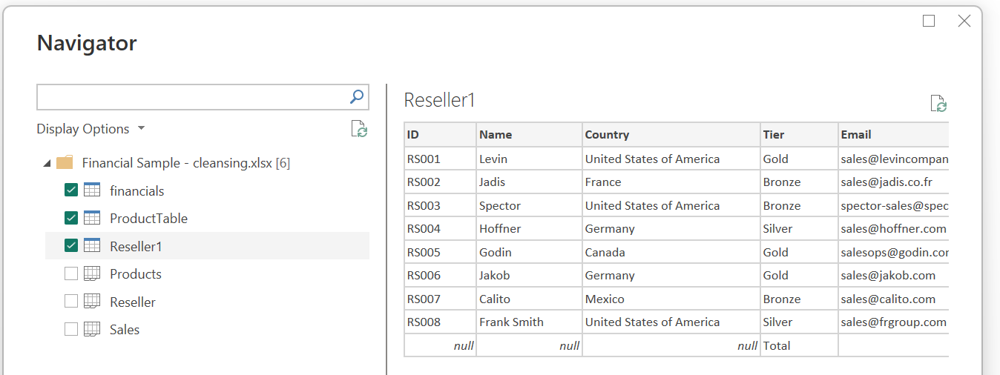 Navigator
Display Options
Financial Sample - cleansing.xlsx [6]
financials
ProductTable
Reseller1
Products
Reseller
Sales
Reseller1
ID Name Country Tier Email
RS001 Levin United States of America Gold sales@levincompan
RS002 Jadis France Bronze sales@jadis.co.fr
RS003 Spector United States of America Bronze spector-sales@spec
RS004 Hoffner Germany Silver sales@hoffner.com
RS005 Godin Canada Gold salesops@godin.cor
RS006 Jakob Germany Gold sales@jakob.com
RS007 Calito Mexico Bronze sales@calito.com
RS008 Frank Smith United States of America Silver sales@frgroup.com
null null null Total